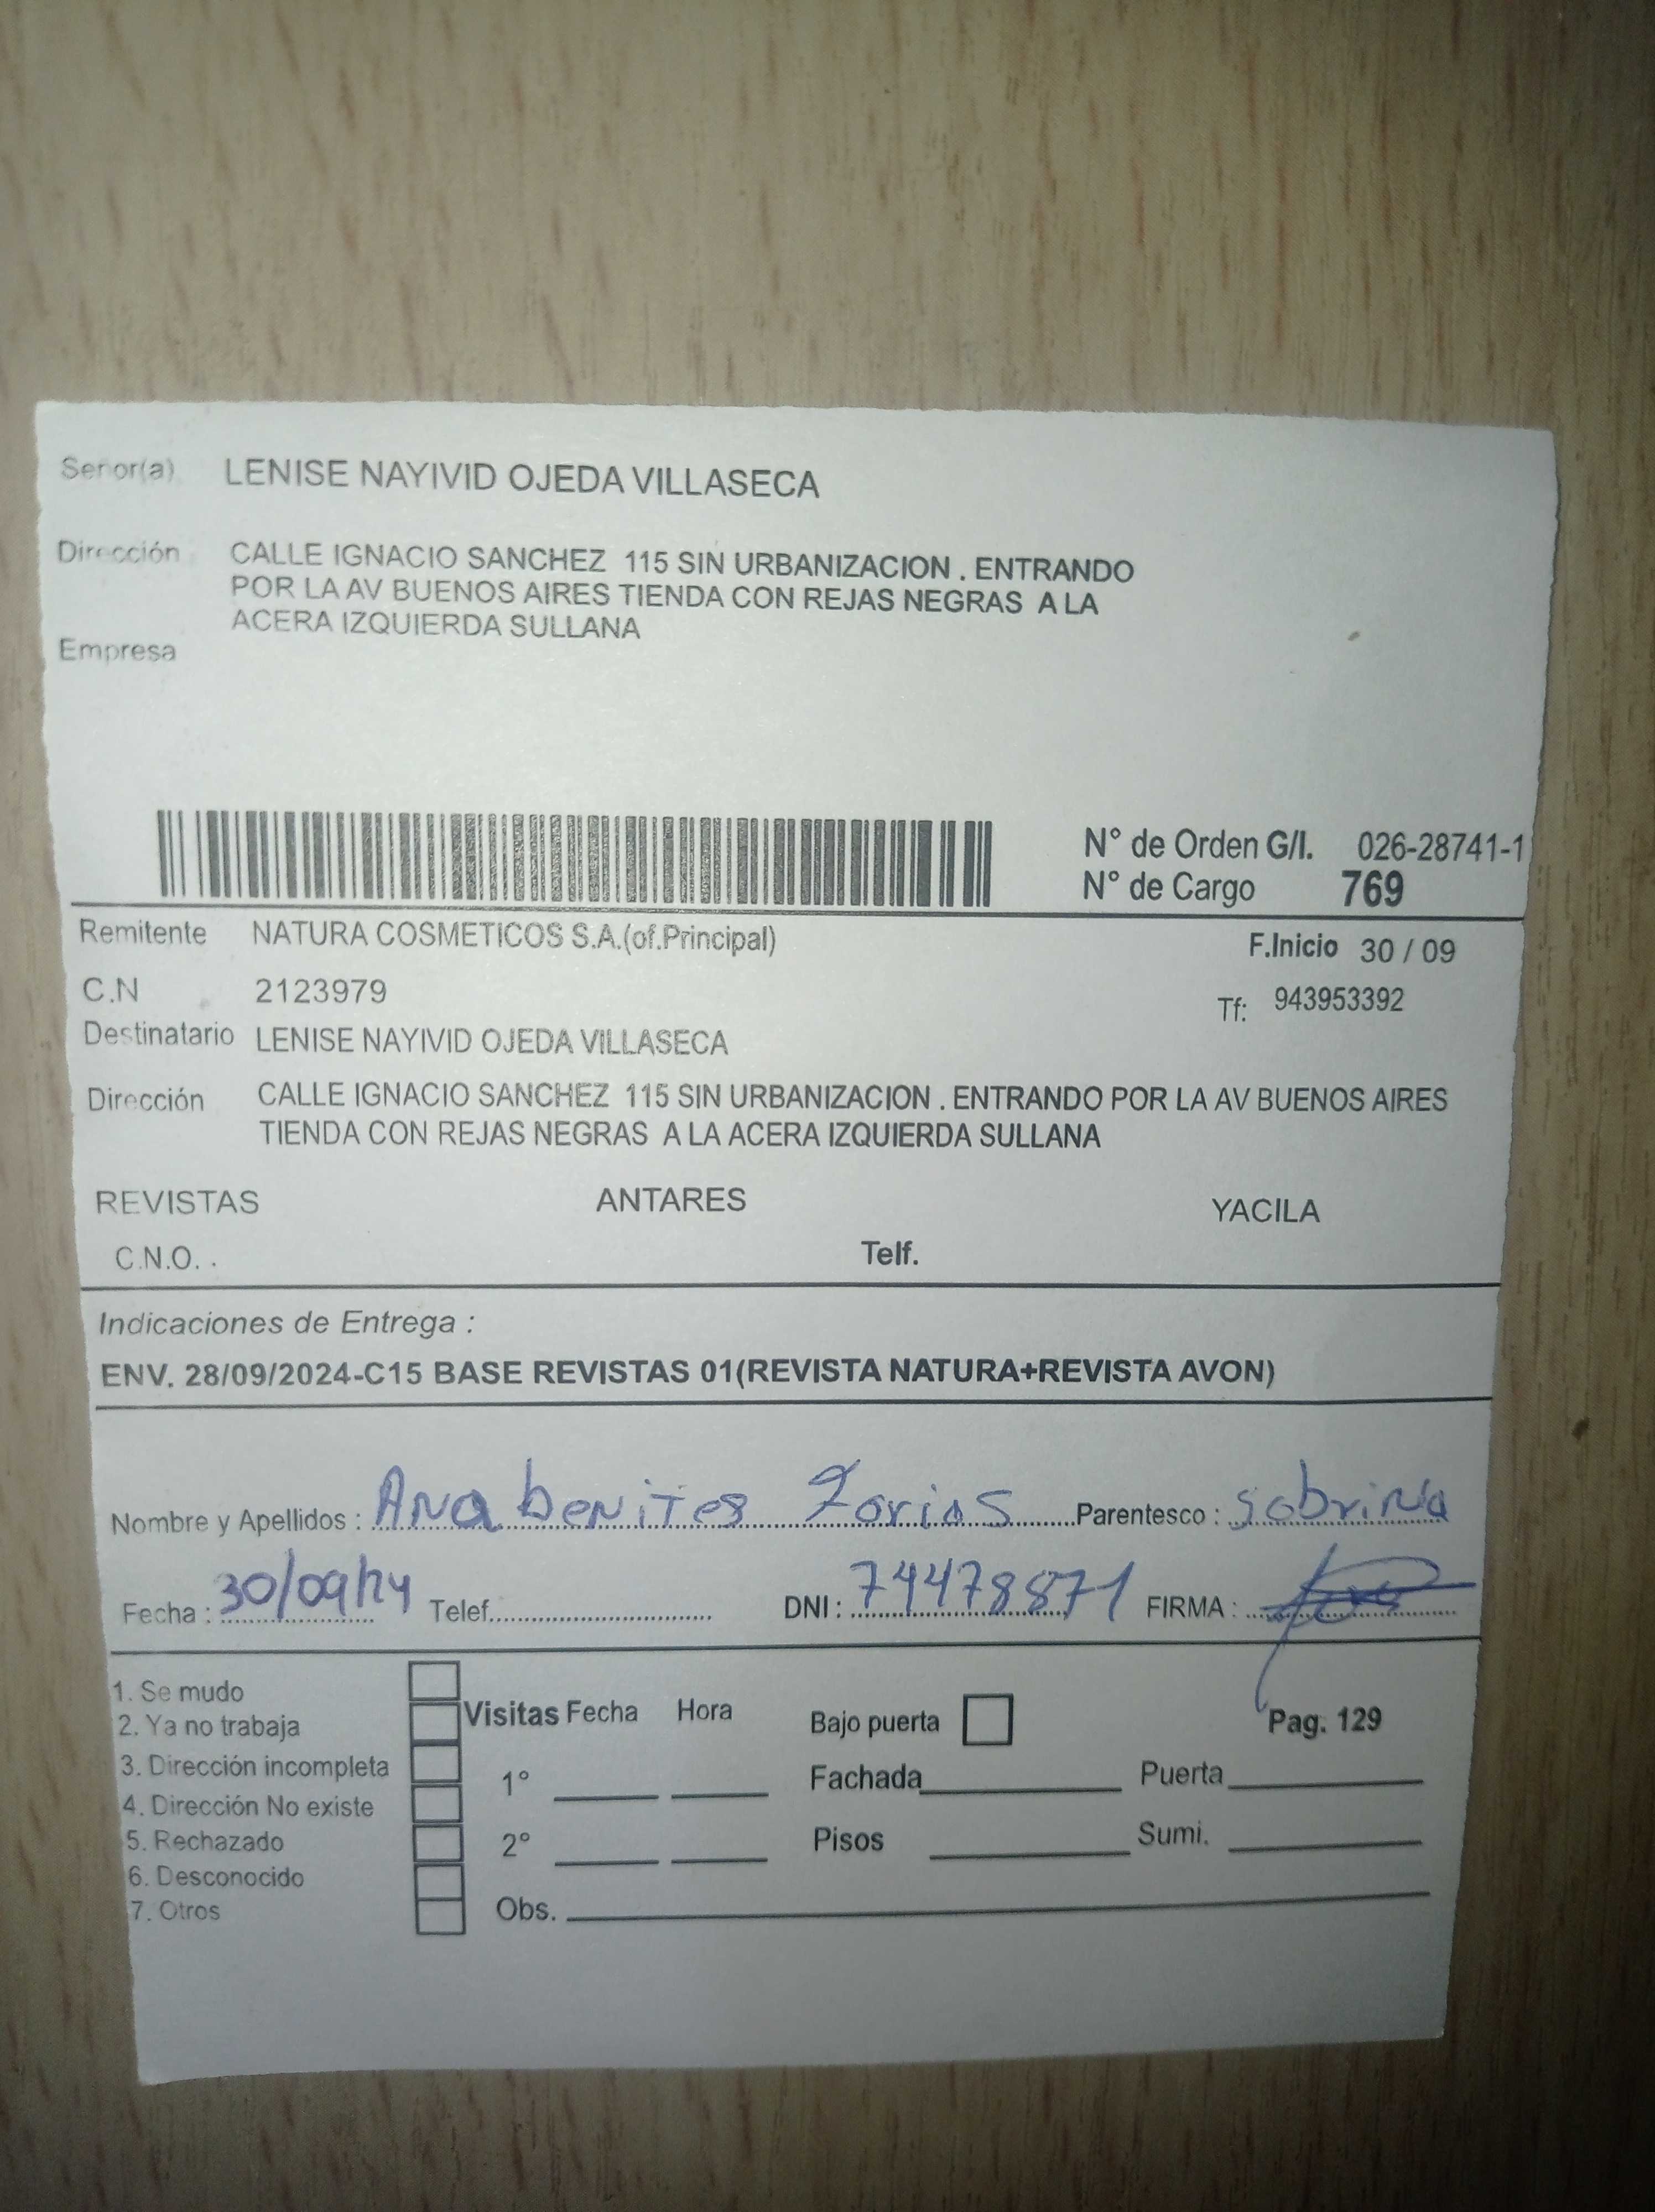 Señor(a) LENISE NAYIVID OJEDA VILLASECA
Dirección CALLE IGNACIO SANCHEZ 115 SIN URBANIZACION . ENTRANDO
POR LA AV BUENOS AIRES TIENDA CON REJAS NEGRAS A LA
ACERA IZQUIERDA SULLANA
Empresa
N° de Orden G/I. 026-28741-1
N° de Cargo 769
Remitente NATURA COSMETICOS S.A.(of.Principal) F.Inicio 30 / 09
C.N 2123979 Tf: 943953392
Destinatario LENISE NAYIVID OJEDA VILLASECA
Dirección CALLE IGNACIO SANCHEZ 115 SIN URBANIZACION . ENTRANDO POR LA AV BUENOS AIRES
TIENDA CON REJAS NEGRAS A LA ACERA IZQUIERDA SULLANA
REVISTAS ANTARES YACILA
C.N.O. . Telf.
Indicaciones de Entrega :
ENV. 28/09/2024-C15 BASE REVISTAS 01(REVISTA NATURA+REVISTA AVON)
Nombre y Apellidos : Ana benites Parentesco : sobrina
Fecha : 30/09/24 Telef. DNI : 74478871 FIRMA :
1. Se mudo
2. Ya no trabaja Visitas Fecha Hora Bajo puerta Pag. 129
3. Dirección incompleta 1° Fachada Puerta
4. Dirección No existe
5. Rechazado 2° Pisos Sumi.
6. Desconocido
7. Otros Obs.